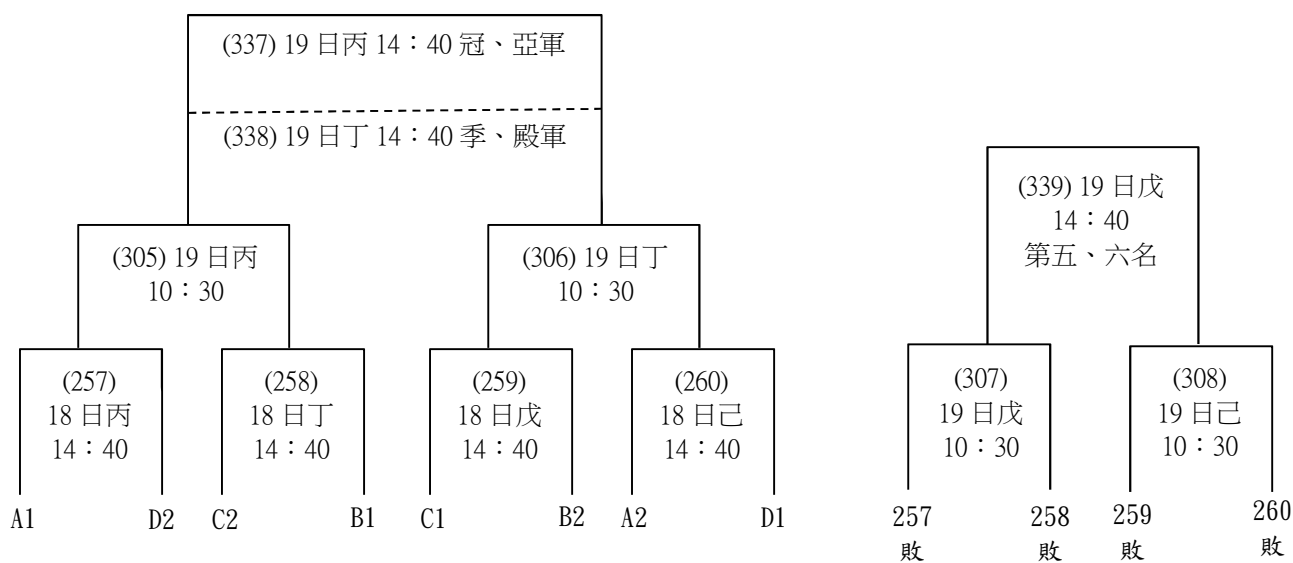 (337) 19 日丙 14：40 冠、亞軍
(338) 19 日丁 14：40 季、殿軍
(305) 19 日丙
10：30
(306) 19 日丁
10：30
(257)
18 日丙
14：40
(258)
18 日丁
14：40
(259)
18 日戊
14：40
(260)
18 日己
14：40
A1
D2
C2
B1
C1
B2
A2
D1
(339) 19 日戊
14：40
第五、六名
(307)
19 日戊
10：30
(308)
19 日己
10：30
257
敗
258
敗
259
敗
260
敗